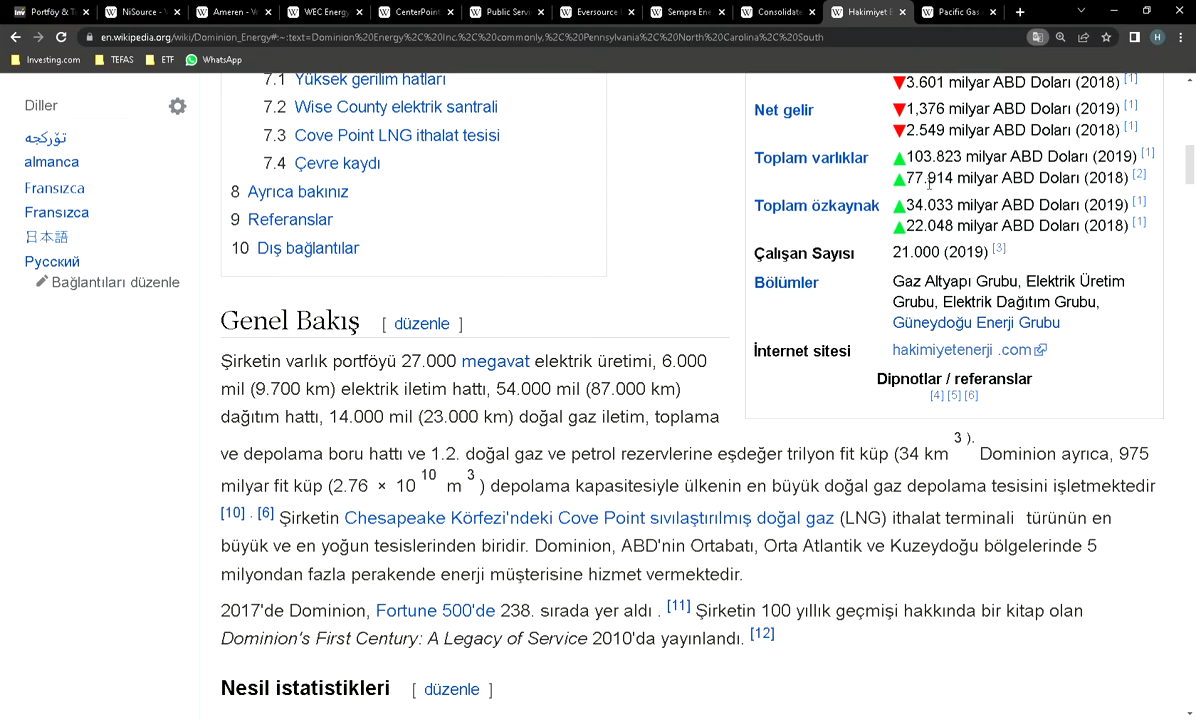 Portföy & T
NiSource -
Ameren -
WEC Energy
CenterPoint
Public Servi
Eversource
Sempra Ene
Consolidate
Hakimiyet E
Pacific Gas
en.wikipedia.org/wiki/Dominion_Energy#:~:text=Dominion%20Energy%2C%20Inc.%2C%20commonly,%2C%20Pennsylvania%2C%20North%20Carolina%2C%20South
H
Investing.com TEFAS ETF WhatsApp
Diller
تۆرکجه
almanca
Fransızca
Fransızca
日本語
Русский
Bağlantıları düzenle
7.1 Yüksek gerilim hatları
7.2 Wise County elektrik santrali
7.3 Cove Point LNG ithalat tesisi
7.4 Çevre kaydı
8 Ayrıca bakınız
9 Referanslar
10 Dış bağlantılar
▼3.601 milyar ABD Doları (2018) [1]
Net gelir ▼1,376 milyar ABD Doları (2019) [1]
▼2.549 milyar ABD Doları (2018) [1]
Toplam varlıklar ▲103.823 milyar ABD Doları (2019) [1]
▲77.914 milyar ABD Doları (2018) [2]
Toplam özkaynak ▲34.033 milyar ABD Doları (2019) [1]
▲22.048 milyar ABD Doları (2018) [1]
Çalışan Sayısı 21.000 (2019) [3]
Bölümler Gaz Altyapı Grubu, Elektrik Üretim
Grubu, Elektrik Dağıtım Grubu,
Güneydoğu Enerji Grubu
İnternet sitesi hakimiyetenerji .com
Dipnotlar / referanslar
[4] [5] [6]
Genel Bakış [ düzenle ]
Şirketin varlık portföyü 27.000 megavat elektrik üretimi, 6.000
mil (9.700 km) elektrik iletim hattı, 54.000 mil (87.000 km)
dağıtım hattı, 14.000 mil (23.000 km) doğal gaz iletim, toplama
ve depolama boru hattı ve 1.2. doğal gaz ve petrol rezervlerine eşdeğer trilyon fit küp (34 km 3 ). Dominion ayrıca, 975
milyar fit küp (2.76 × 10 10 m 3 ) depolama kapasitesiyle ülkenin en büyük doğal gaz depolama tesisini işletmektedir
[10] . [6] Şirketin Chesapeake Körfezi'ndeki Cove Point sıvılaştırılmış doğal gaz (LNG) ithalat terminali türünün en
büyük ve en yoğun tesislerinden biridir. Dominion, ABD'nin Ortabatı, Orta Atlantik ve Kuzeydoğu bölgelerinde 5
milyondan fazla perakende enerji müşterisine hizmet vermektedir.
2017'de Dominion, Fortune 500'de 238. sırada yer aldı . [11] Şirketin 100 yıllık geçmişi hakkında bir kitap olan
Dominion's First Century: A Legacy of Service 2010'da yayınlandı. [12]
Nesil istatistikleri [ düzenle ]